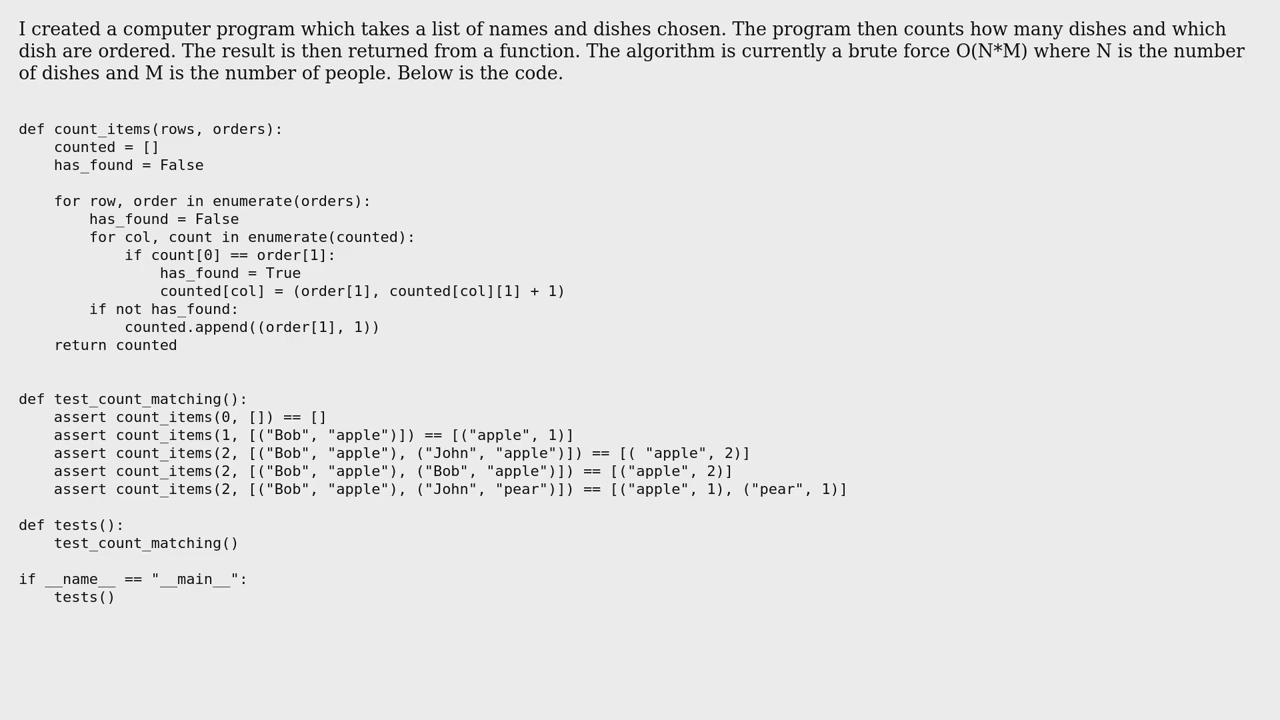 I created a computer program which takes a list of names and dishes chosen. The program then counts how many dishes and which
dish are ordered. The result is then returned from a function. The algorithm is currently a brute force O(N*M) where N is the number
of dishes and M is the number of people. Below is the code.
def count_items(rows, orders):
    counted = []
    has_found = False
    for row, order in enumerate(orders):
        has_found = False
        for col, count in enumerate(counted):
            if count[0] == order[1]:
                has_found = True
                counted[col] = (order[1], counted[col][1] + 1)
        if not has_found:
            counted.append((order[1], 1))
    return counted
def test_count_matching():
    assert count_items(0, []) == []
    assert count_items(1, [("Bob", "apple")]) == [("apple", 1)]
    assert count_items(2, [("Bob", "apple"), ("John", "apple")]) == [( "apple", 2)]
    assert count_items(2, [("Bob", "apple"), ("Bob", "apple")]) == [("apple", 2)]
    assert count_items(2, [("Bob", "apple"), ("John", "pear")]) == [("apple", 1), ("pear", 1)]
def tests():
    test_count_matching()
if __name__ == "__main__":
    tests()